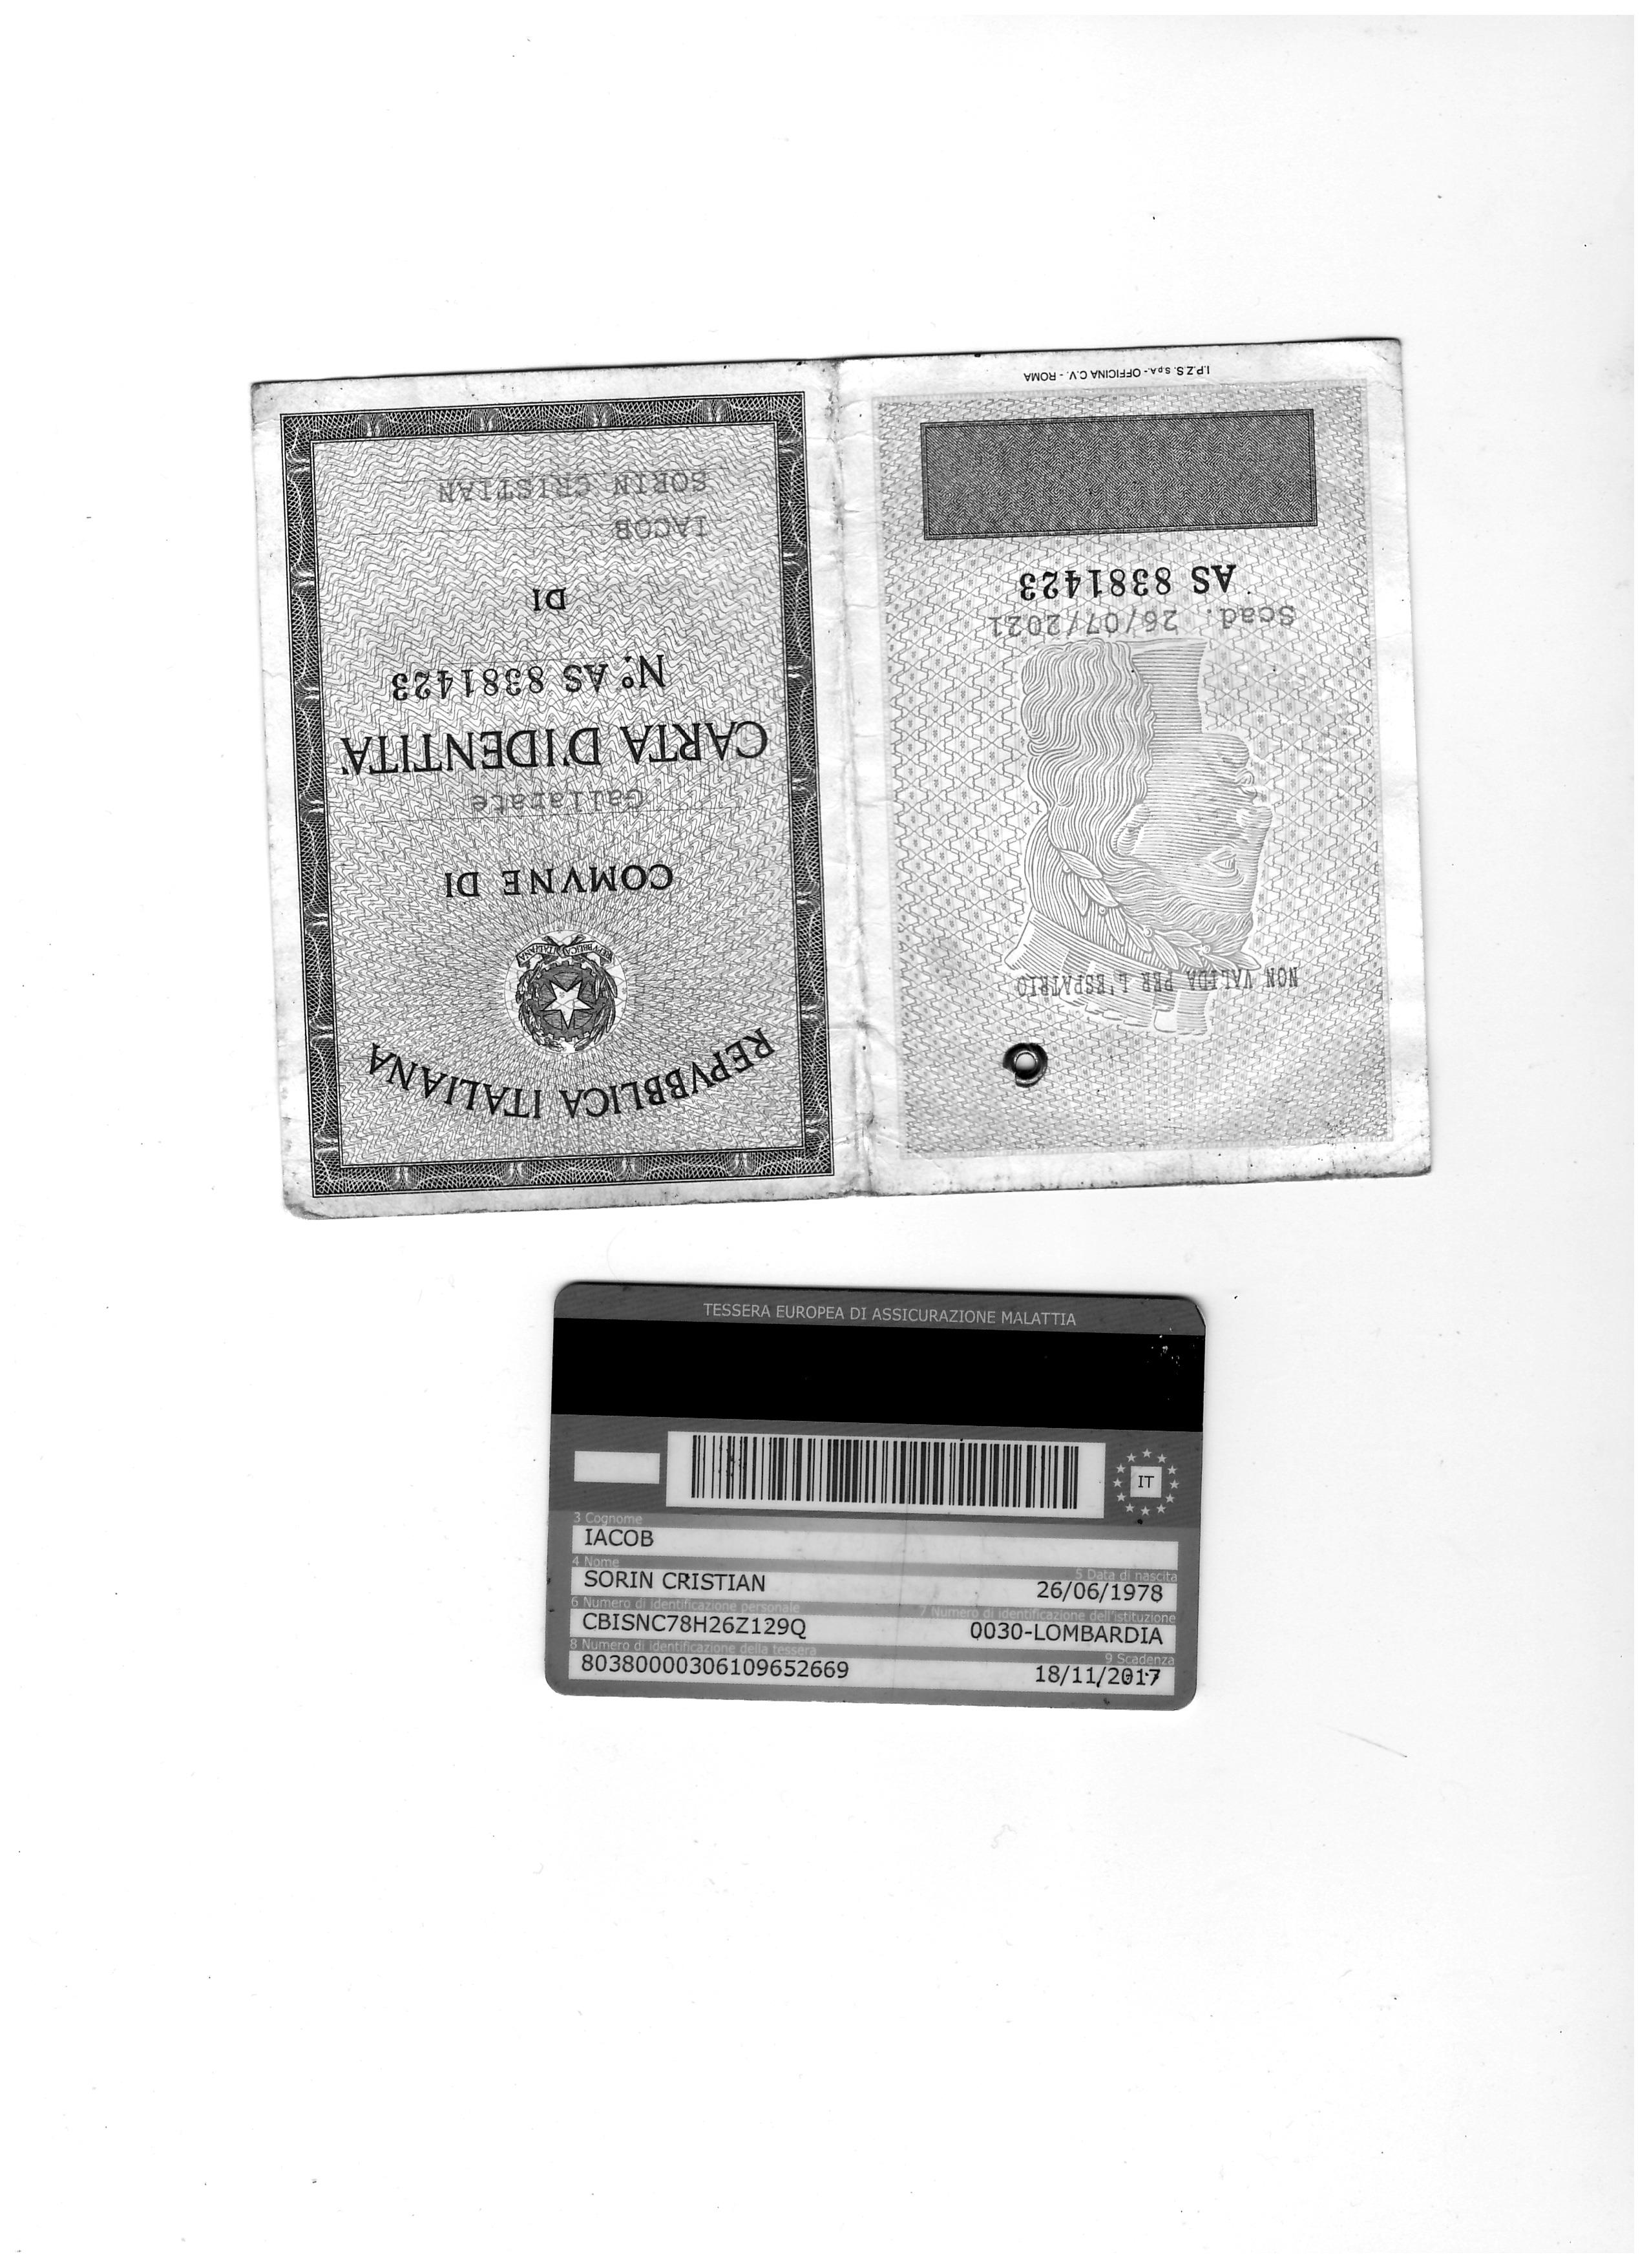 REPVBBLICA ITALIANA
REPVBBLICA ITALIANA
COMVNE DI
Gallarate
CARTA D'IDENTITA'
N° AS 8381423
DI
IACOB
SORIN CRISTIAN
NON VALIDA PER L'ESPATRIO
Scad. 26/07/2021
AS 8381423
I.P.Z.S. S.p.A. - OFFICINA C.V. - ROMA
TESSERA EUROPEA DI ASSICURAZIONE MALATTIA
IT
3 Cognome
IACOB
4 Nome
5 Data di nascita
SORIN CRISTIAN
26/06/1978
6 Numero di identificazione personale
7 Numero di identificazione dell'istituzione
CBISNC78H26Z129Q
0030-LOMBARDIA
8 Numero di identificazione della tessera
9 Scadenza
80380000306109652669
18/11/2017